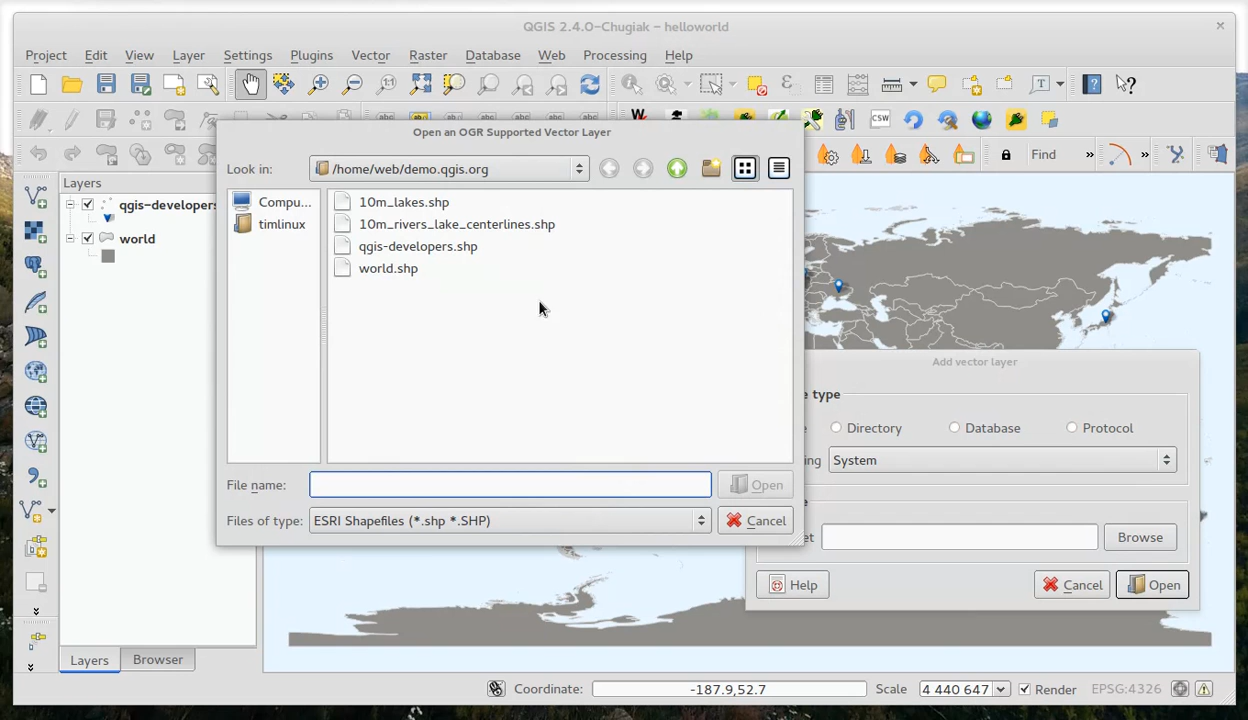 QGIS 2.4.0-Chugiak - helloworld
Project Edit View Layer Settings Plugins Vector Raster Database Web Processing Help
CSW
Open an OGR Supported Vector Layer
Find
Layers
Look in: /home/web/demo.qgis.org
qgis-developers
world
Compu...
timlinux
10m_lakes.shp
10m_rivers_lake_centerlines.shp
qgis-developers.shp
world.shp
Add vector layer
e type
Directory Database Protocol
ng System
File name: Open
Files of type: ESRI Shapefiles (*.shp *.SHP) Cancel
e
et Browse
Help Cancel Open
Layers Browser
Coordinate: -187.9,52.7 Scale 4 440 647 Render EPSG:4326